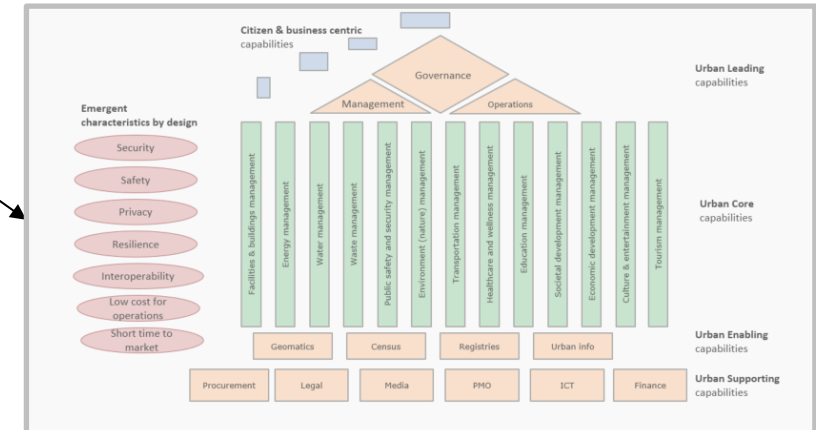 Citizen & business centric
capabilities
Governance
Management
Operations
Urban Leading
capabilities
Emergent
characteristics by design
Security
Safety
Privacy
Resilience
Interoperability
Low cost for
operations
Short time to
market
Facilities & buildings management
Energy management
Water management
Waste management
Public safety and security management
Environment (nature) management
Transportation management
Healthcare and wellness management
Education management
Societal development management
Economic development management
Culture & entertainment management
Tourism management
Urban Core
capabilities
Geomatics
Census
Registries
Urban info
Urban Enabling
capabilities
Procurement
Legal
Media
PMO
ICT
Finance
Urban Supporting
capabilities